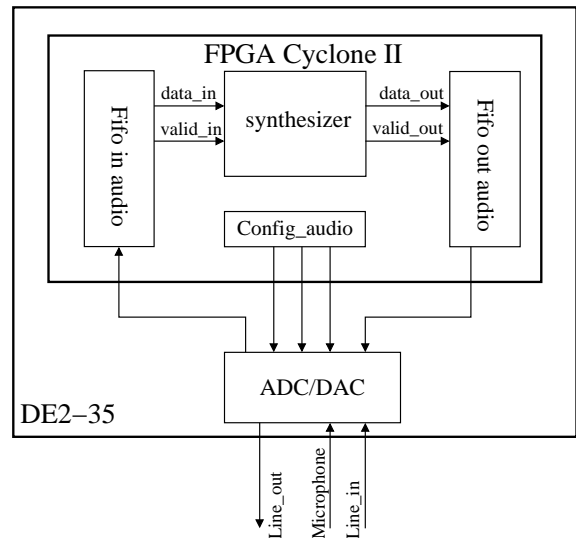 FPGA Cyclone II
Fifo in audio
data_in
valid_in
synthesizer
data_out
valid_out
Fifo out audio
Config_audio
ADC/DAC
DE2−35
Line_out
Microphone
Line_in